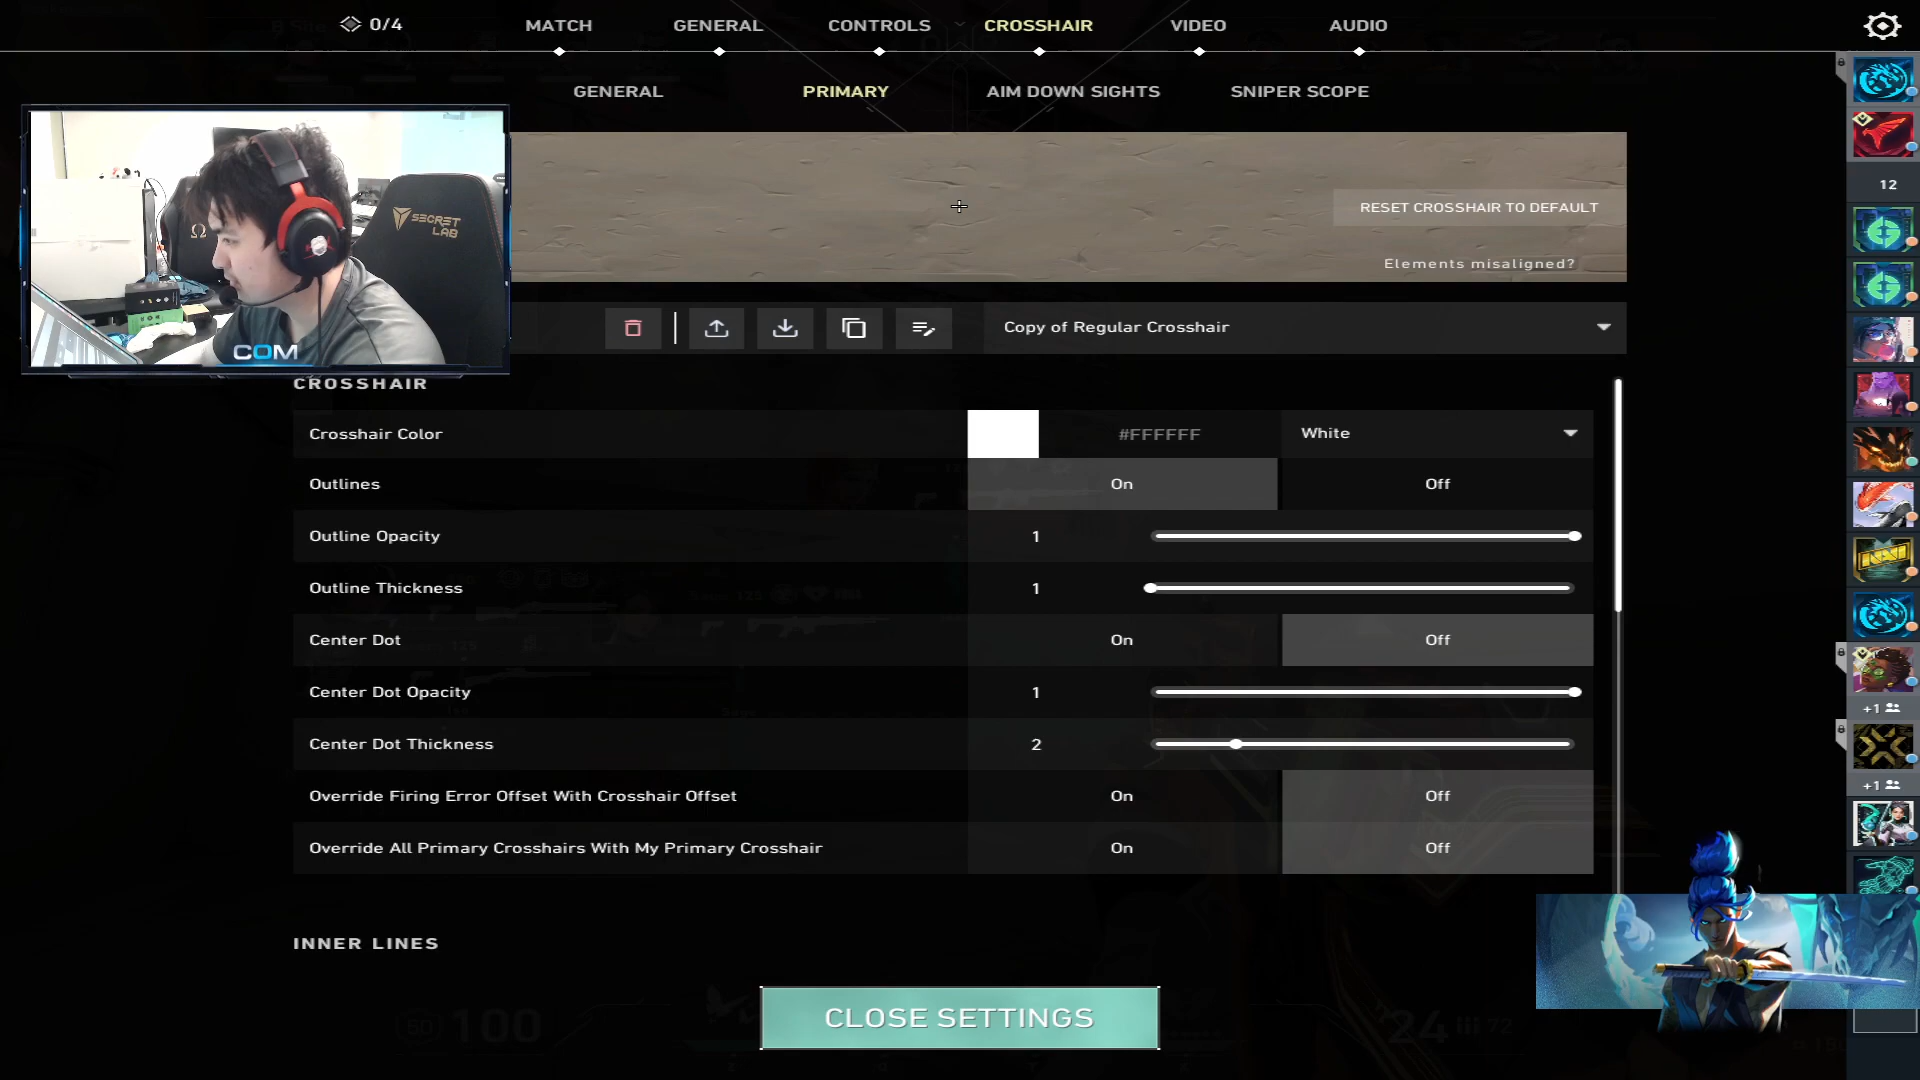 0/4
MATCH
GENERAL
CONTROLS
CROSSHAIR
VIDEO
AUDIO
GENERAL
PRIMARY
AIM DOWN SIGHTS
SNIPER SCOPE
RESET CROSSHAIR TO DEFAULT
Elements misaligned?
12
SECRET
LAB
COM
Copy of Regular Crosshair
CROSSHAIR
Crosshair Color
#FFFFFF
White
Outlines
On
Off
Outline Opacity
1
Outline Thickness
1
Center Dot
On
Off
Center Dot Opacity
1
Center Dot Thickness
2
Override Firing Error Offset With Crosshair Offset
On
Off
Override All Primary Crosshairs With My Primary Crosshair
On
Off
+1
+1
INNER LINES
CLOSE SETTINGS
50
100
24
72